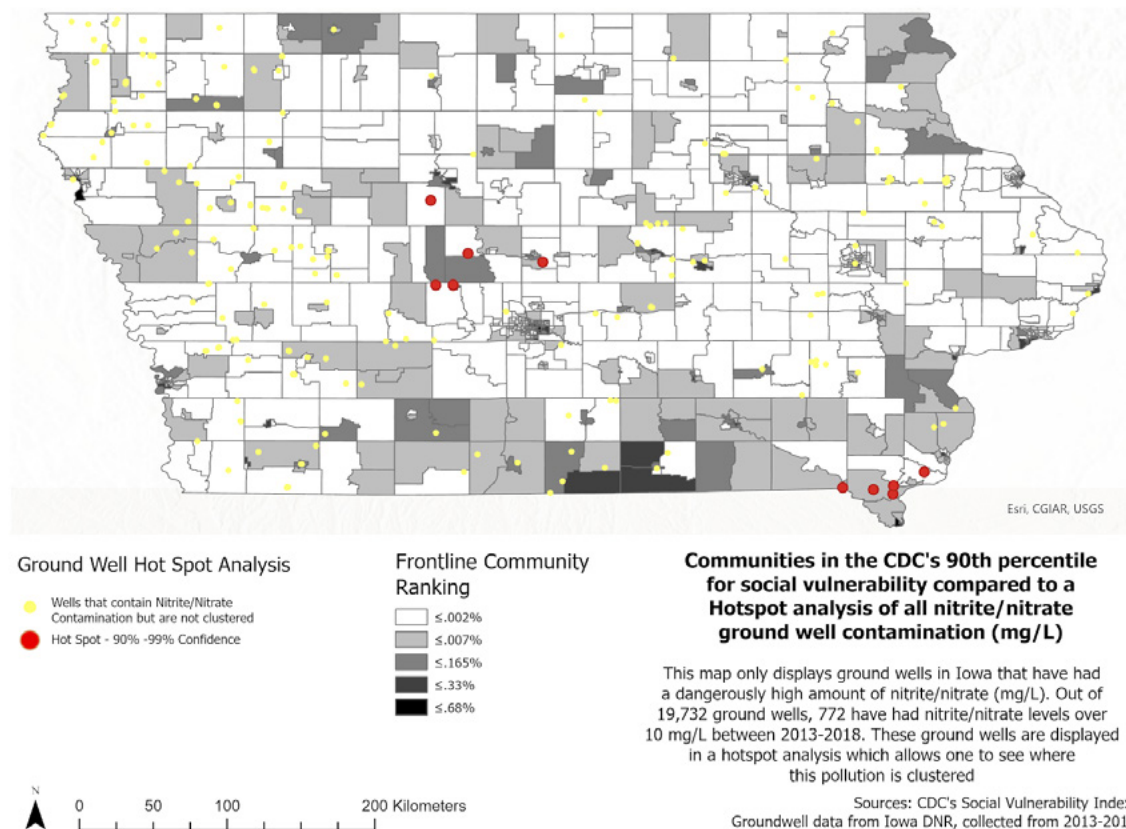 Esri, CGIAR, USGS
Ground Well Hot Spot Analysis
Wells that contain Nitrite/Nitrate
Contamination but are not clustered
Hot Spot - 90% -99% Confidence
Frontline Community
Ranking
≤.002%
≤.007%
≤.165%
≤.33%
≤.68%
Communities in the CDC's 90th percentile
for social vulnerability compared to a
Hotspot analysis of all nitrite/nitrate
ground well contamination (mg/L)
This map only displays ground wells in Iowa that have had
a dangerously high amount of nitrite/nitrate (mg/L). Out of
19,732 ground wells, 772 have had nitrite/nitrate levels over
10 mg/L between 2013-2018. These ground wells are displayed
in a hotspot analysis which allows one to see where
this pollution is clustered
Sources: CDC's Social Vulnerability Index
Groundwell data from Iowa DNR, collected from 2013-201
N
0 50 100 200 Kilometers